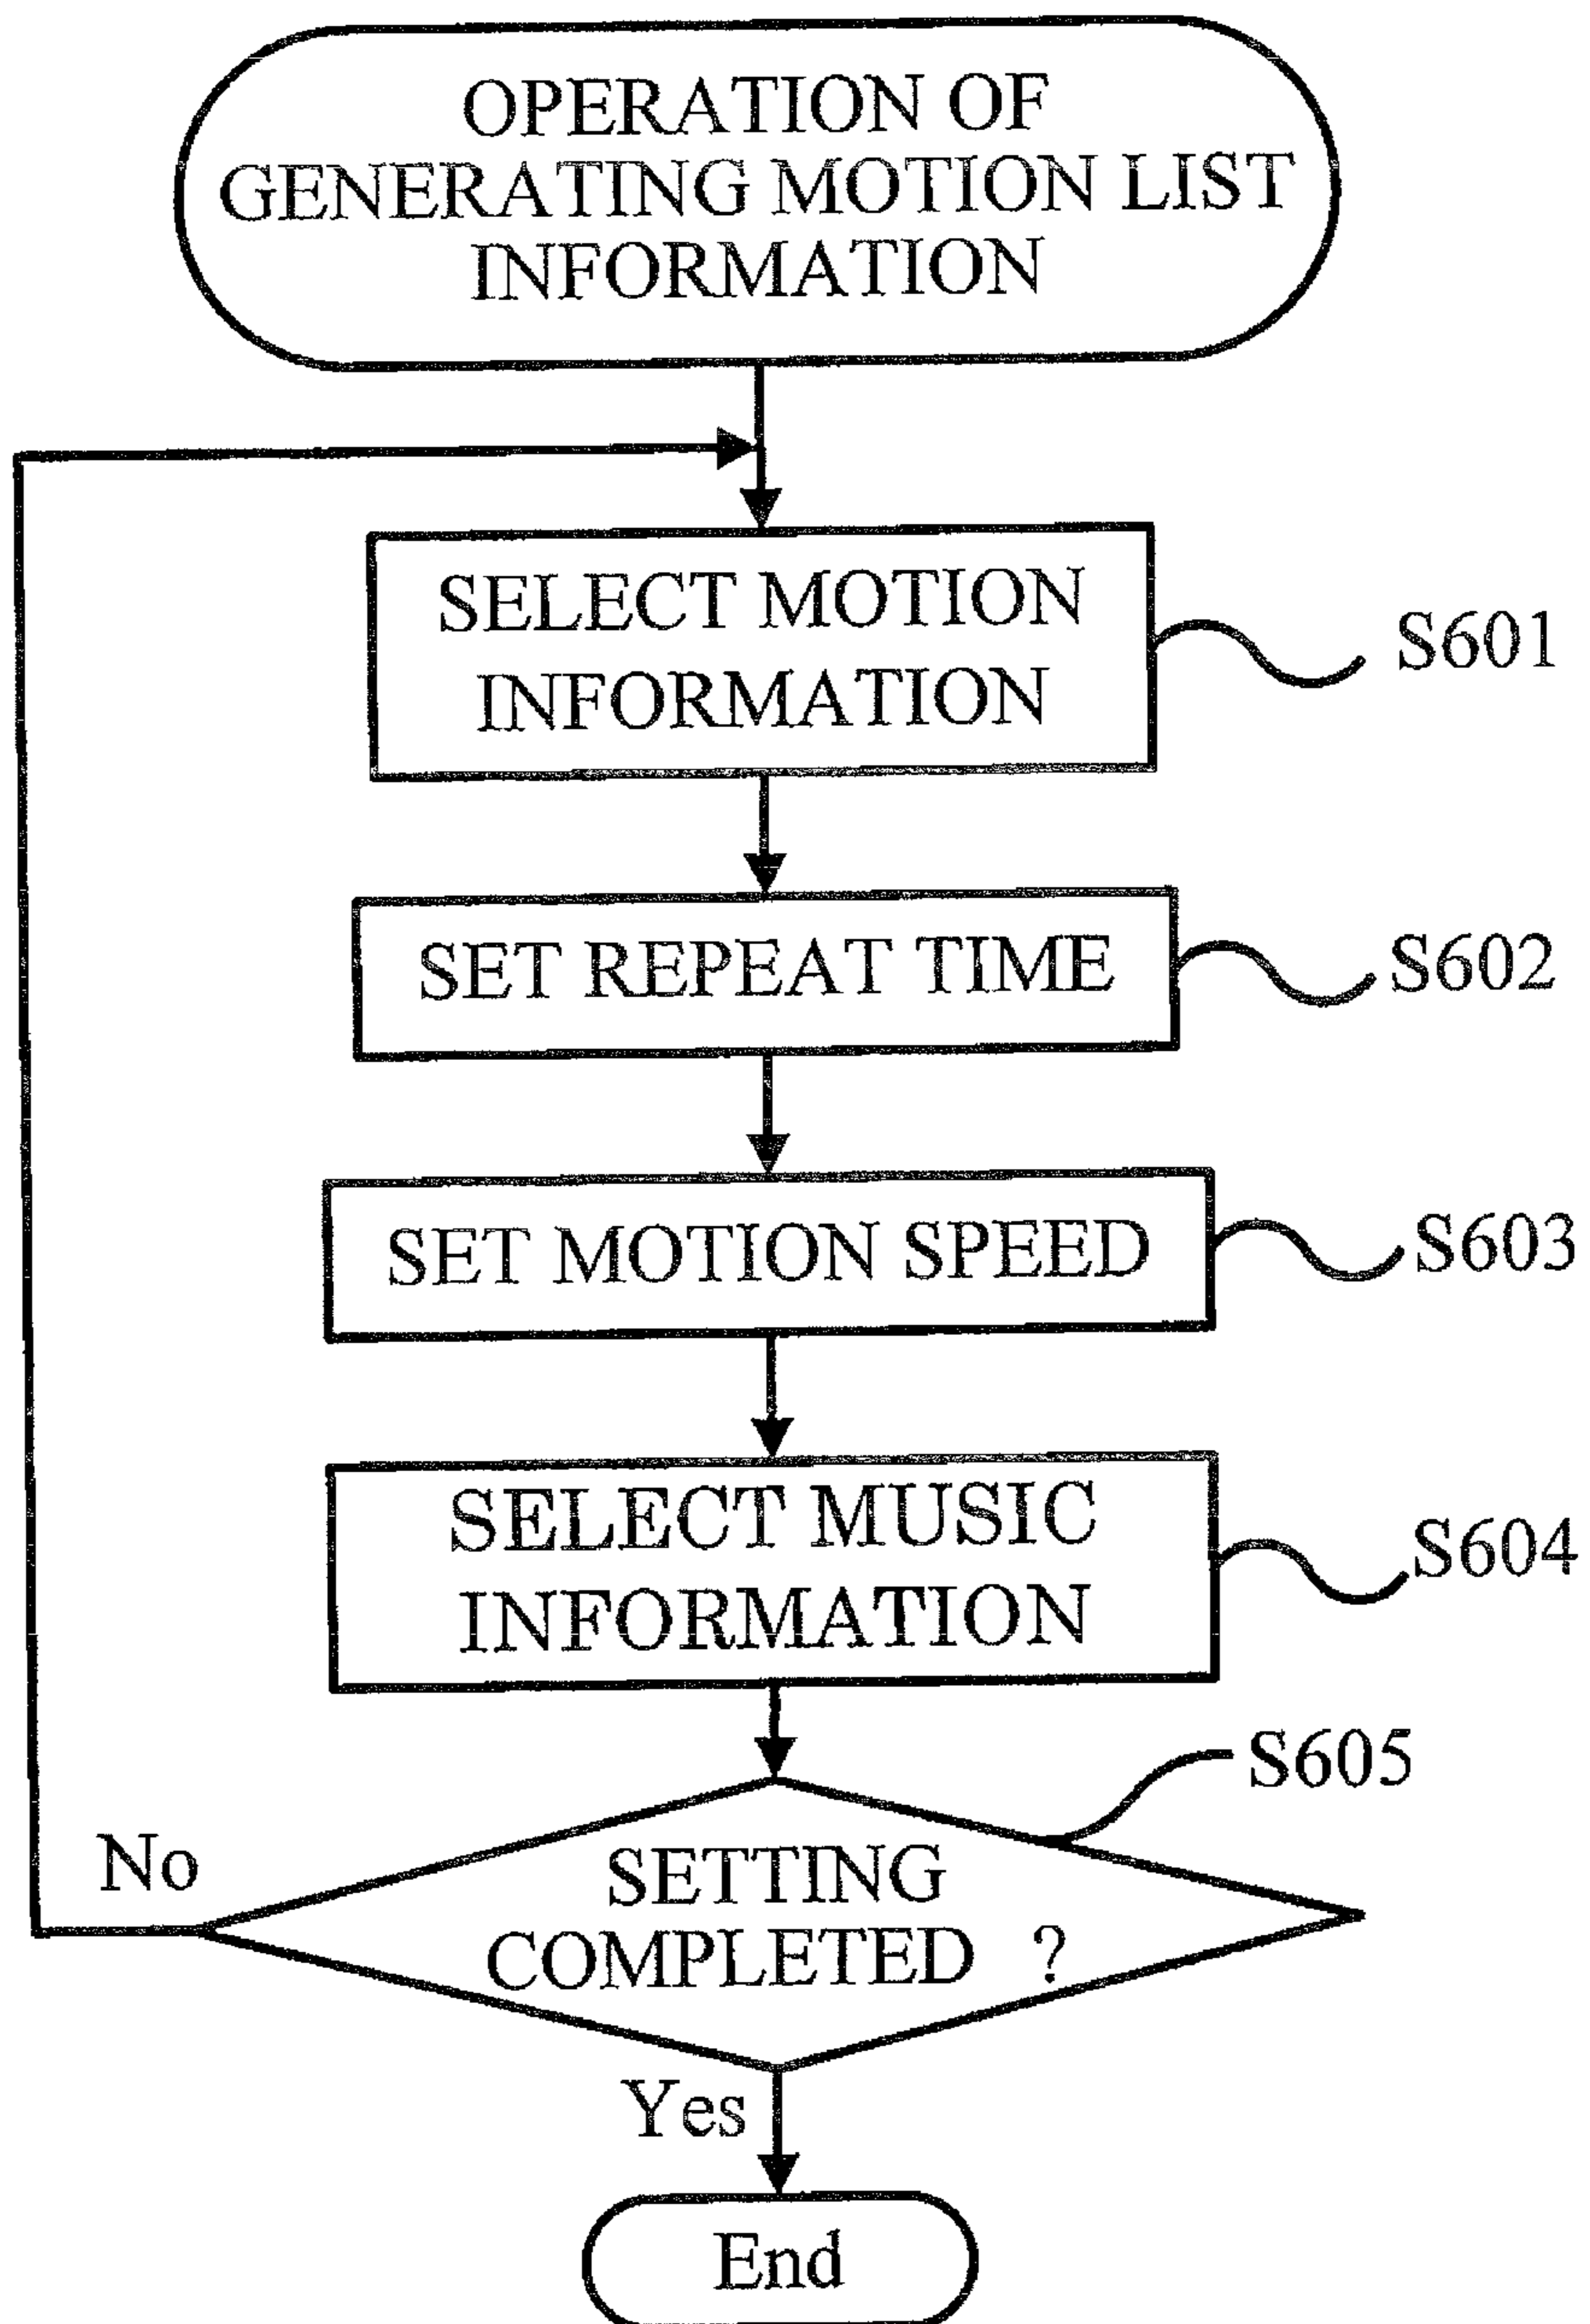 OPERATION OF
GENERATING MOTION LIST
INFORMATION
SELECT MOTION
INFORMATION
S601
SET REPEAT TIME
S602
SET MOTION SPEED
S603
SELECT MUSIC
INFORMATION
S604
S605
No
SETTING
COMPLETED ?
Yes
End